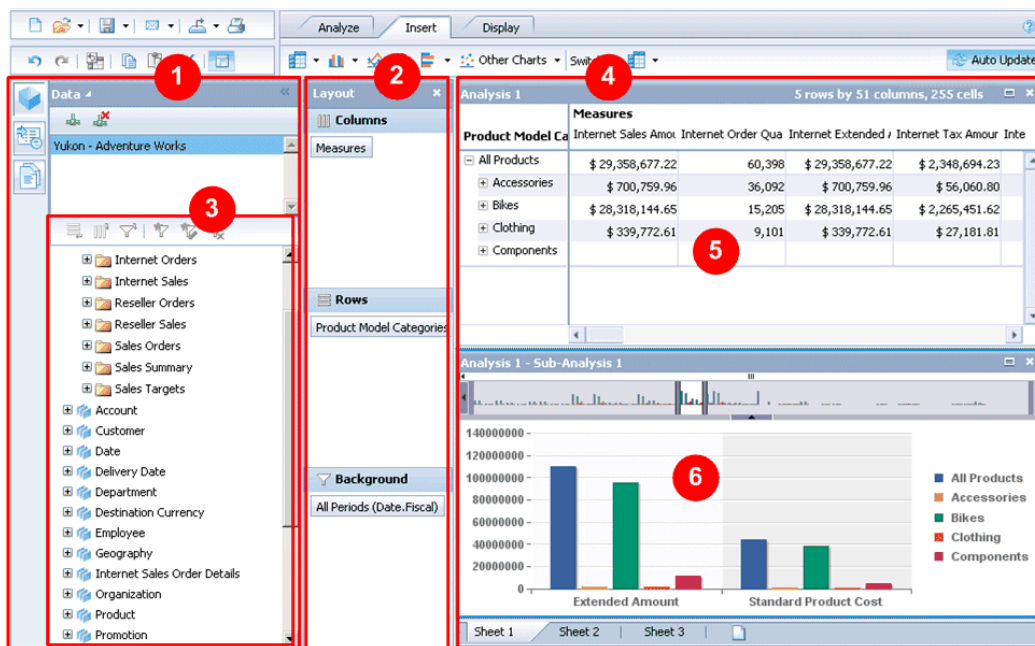 Analyze
Insert
Display
Other Charts
Auto Update
1
2
4
Data
Layout
Analysis 1
5 rows by 51 columns, 255 cells
Columns
Measures
Yukon - Adventure Works
Measures
Product Model Ca
Internet Sales Amou
Internet Order Qua
Internet Extended A
Internet Tax Amour
Inte
All Products
$ 29,358,677.22
60,398
$ 29,358,677.22
$ 2,348,694.23
Accessories
$ 700,759.96
36,092
$ 700,759.96
$ 56,060.80
Bikes
$ 28,318,144.65
15,205
$ 28,318,144.65
$ 2,265,451.62
Clothing
$ 339,772.61
9,101
$ 339,772.61
$ 27,181.81
Components
3
5
Internet Orders
Internet Sales
Reseller Orders
Reseller Sales
Sales Orders
Sales Summary
Sales Targets
Account
Customer
Date
Delivery Date
Department
Destination Currency
Employee
Geography
Internet Sales Order Details
Organization
Product
Promotion
Rows
Product Model Categories
Background
All Periods (Date.Fiscal)
Analysis 1 - Sub-Analysis 1
140000000
120000000
100000000
80000000
60000000
40000000
20000000
0
6
Extended Amount
Standard Product Cost
All Products
Accessories
Bikes
Clothing
Components
Sheet 1
Sheet 2
Sheet 3